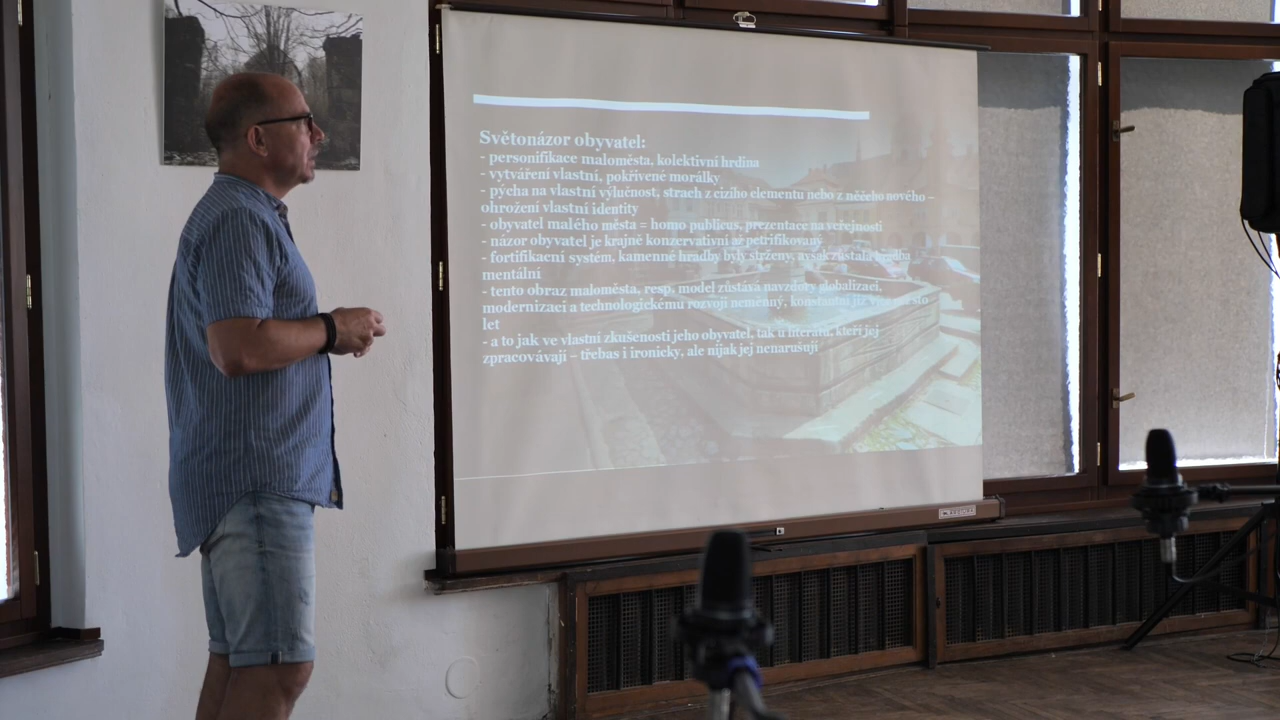 Světonázor obyvatel:
- personifikace maloměsta, kolektivní hrdina
- vytváření vlastní, pokřivené morálky
- pýcha na vlastní výlučnost, strach z cizího elementu nebo z něčeho nového –
ohrožení vlastní identity
- obyvatel malého města = homo publicus, prezentace na veřejnosti
- názor obyvatel je krajně konzervativní až petrifikovaný
- fortifikační systém, kamenné hradby byly strženy, avšak zůstala hradba
mentální
- tento obraz maloměsta, resp. model zůstává navzdory globalizaci,
modernizaci a technologickému rozvoji neměnný, konstantní již více než sto
let
- a to jak ve vlastní zkušenosti jeho obyvatel, tak u literátů, kteří jej
zpracovávají – třebas i ironicky, ale nijak jej nenarušují